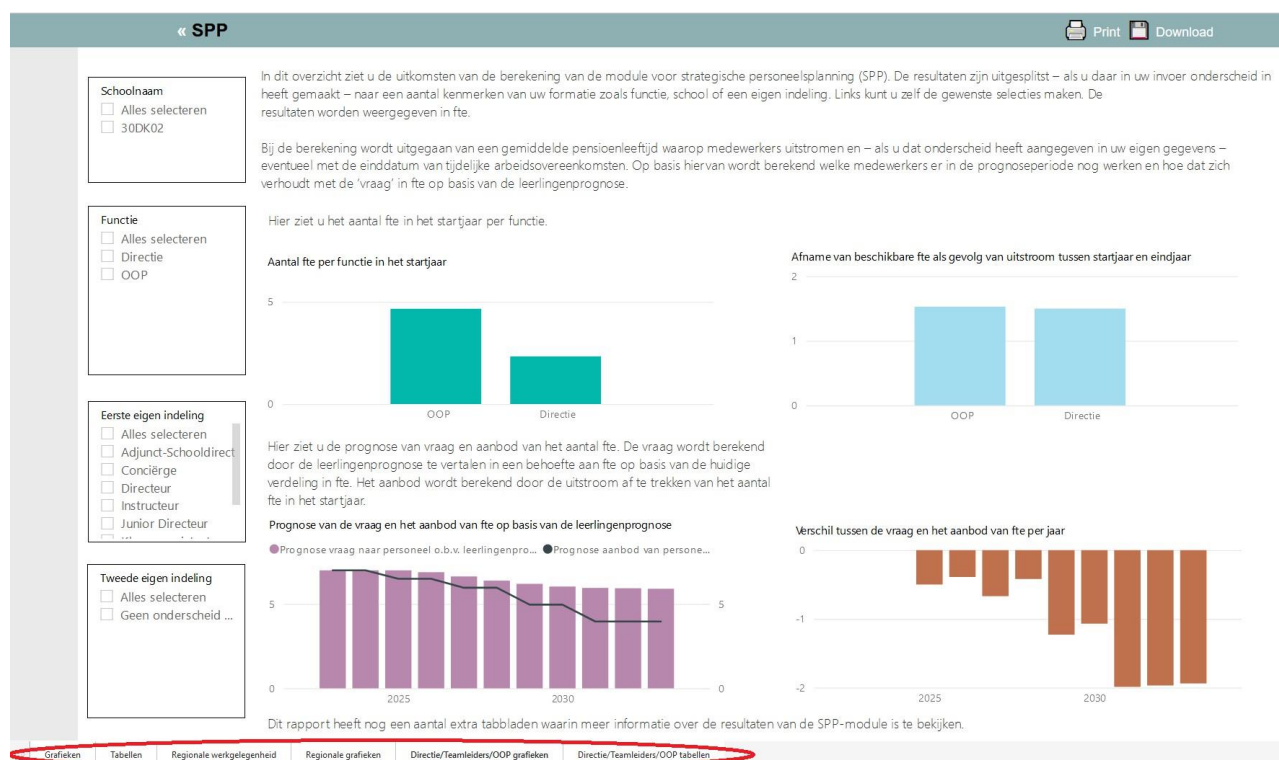 « SPP
Print Download
Schoolnaam
Alles selecteren
30DK02
Functie
Alles selecteren
Directie
OOP
Eerste eigen indeling
Alles selecteren
Adjunct-Schooldirect
Conciërge
Directeur
Instructeur
Junior Directeur
Tweede eigen indeling
Alles selecteren
Geen onderscheid ...
In dit overzicht ziet u de uitkomsten van de berekening van de module voor strategische personeelsplanning (SPP). De resultaten zijn uitgesplitst – als u daar in uw invoer onderscheid in
heeft gemaakt – naar een aantal kenmerken van uw formatie zoals functie, school of een eigen indeling. Links kunt u zelf de gewenste selecties maken. De
resultaten worden weergegeven in fte.
Bij de berekening wordt uitgegaan van een gemiddelde pensioenleeftijd waarop medewerkers uitstromen en – als u dat onderscheid heeft aangegeven in uw eigen gegevens –
eventueel met de einddatum van tijdelijke arbeidsovereenkomsten. Op basis hiervan wordt berekend welke medewerkers er in de prognoseperiode nog werken en hoe dat zich
verhoudt met de 'vraag' in fte op basis van de leerlingenprognose.
Hier ziet u het aantal fte in het startjaar per functie.
Aantal fte per functie in het startjaar
5
0
OOP Directie
Afname van beschikbare fte als gevolg van uitstroom tussen startjaar en eindjaar
2
1
0
OOP Directie
Hier ziet u de prognose van vraag en aanbod van het aantal fte. De vraag wordt berekend
door de leerlingenprognose te vertalen in een behoefte aan fte op basis van de huidige
verdeling in fte. Het aanbod wordt berekend door de uitstroom af te trekken van het aantal
fte in het startjaar.
Prognose van de vraag en het aanbod van fte op basis van de leerlingenprognose
Prognose vraag naar personeel o.b.v. leerlingenpro... Prognose aanbod van persone...
5 5
0 0
2025 2030
Verschil tussen de vraag en het aanbod van fte per jaar
0
-1
-2
2025 2030
Dit rapport heeft nog een aantal extra tabbladen waarin meer informatie over de resultaten van de SPP-module is te bekijken.
Grafieken Tabellen Regionale werkgelegenheid Regionale grafieken Directie/Teamleiders/OOP grafieken Directie/Teamleiders/OOP tabellen